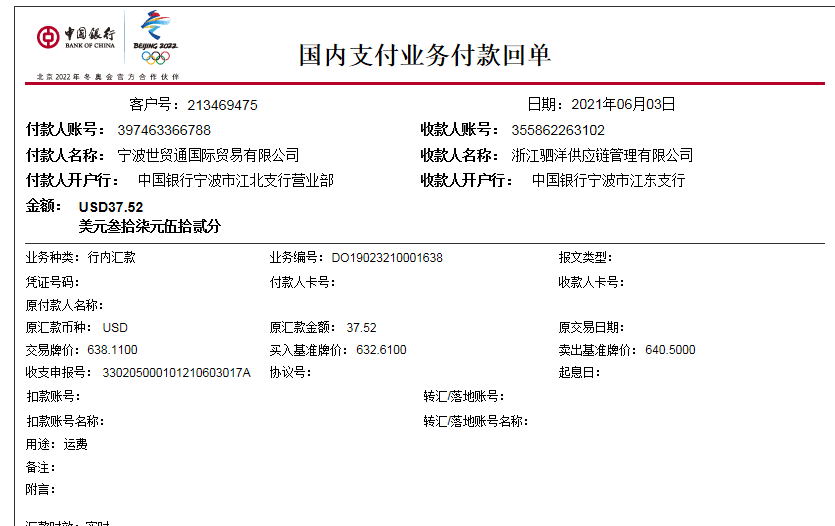 中国银行
BANK OF CHINA
BEIJING 2022
北京2022年冬奥会官方合作伙伴
国内支付业务付款回单
客户号：213469475 日期：2021年06月03日
付款人账号：397463366788 收款人账号：355862263102
付款人名称：宁波世贸通国际贸易有限公司 收款人名称：浙江驷洋供应链管理有限公司
付款人开户行：中国银行宁波市江北支行营业部 收款人开户行：中国银行宁波市江东支行
金额：USD37.52
美元叁拾柒元伍拾贰分
业务种类：行内汇款 业务编号：DO19023210001638 报文类型：
凭证号码： 付款人卡号： 收款人卡号：
原付款人名称：
原汇款币种：USD 原汇款金额：37.52 原交易日期：
交易牌价：638.1100 买入基准牌价：632.6100 卖出基准牌价：640.5000
收支申报号：330205000101210603017A 协议号： 起息日：
扣款账号： 转汇/落地账号：
扣款账号名称： 转汇/落地账号名称：
用途：运费
备注：
附言：
汇款时效：实时